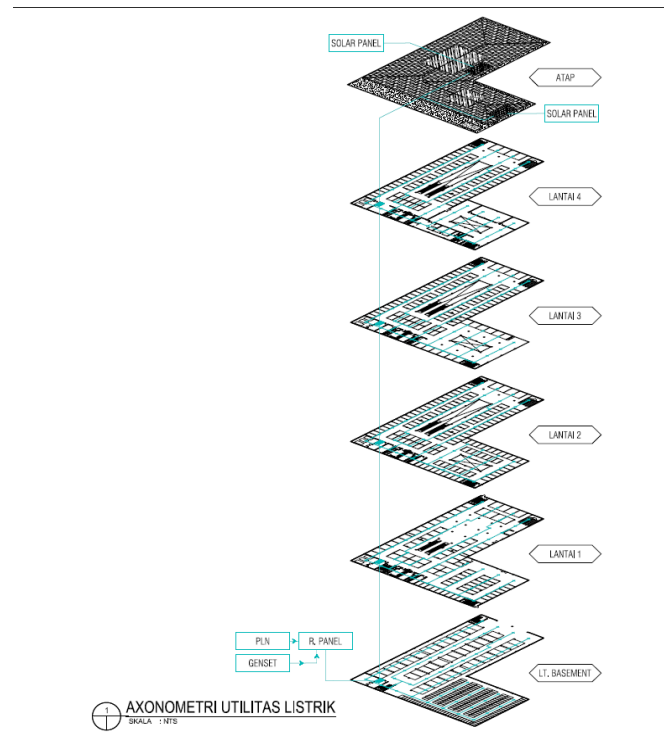 SOLAR PANEL
ATAP
SOLAR PANEL
LANTAI 4
LANTAI 3
LANTAI 2
LANTAI 1
PLN
R. PANEL
GENSET
LT. BASEMENT
1
AXONOMETRI UTILITAS LISTRIK
SKALA : NTS